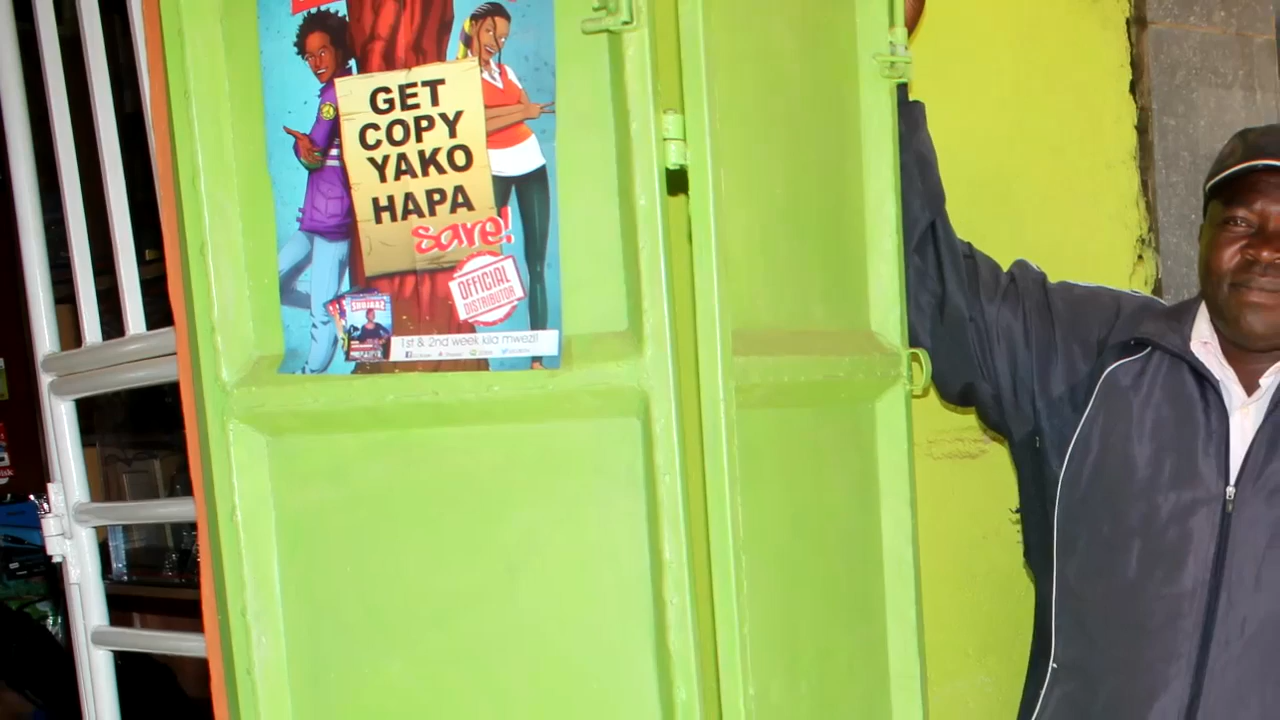 GET
COPY
YAKO
HAPA
sare!
OFFICIAL
DISTRIBUTOR
SHUJAAZ
1st & 2nd week kila mwezi!